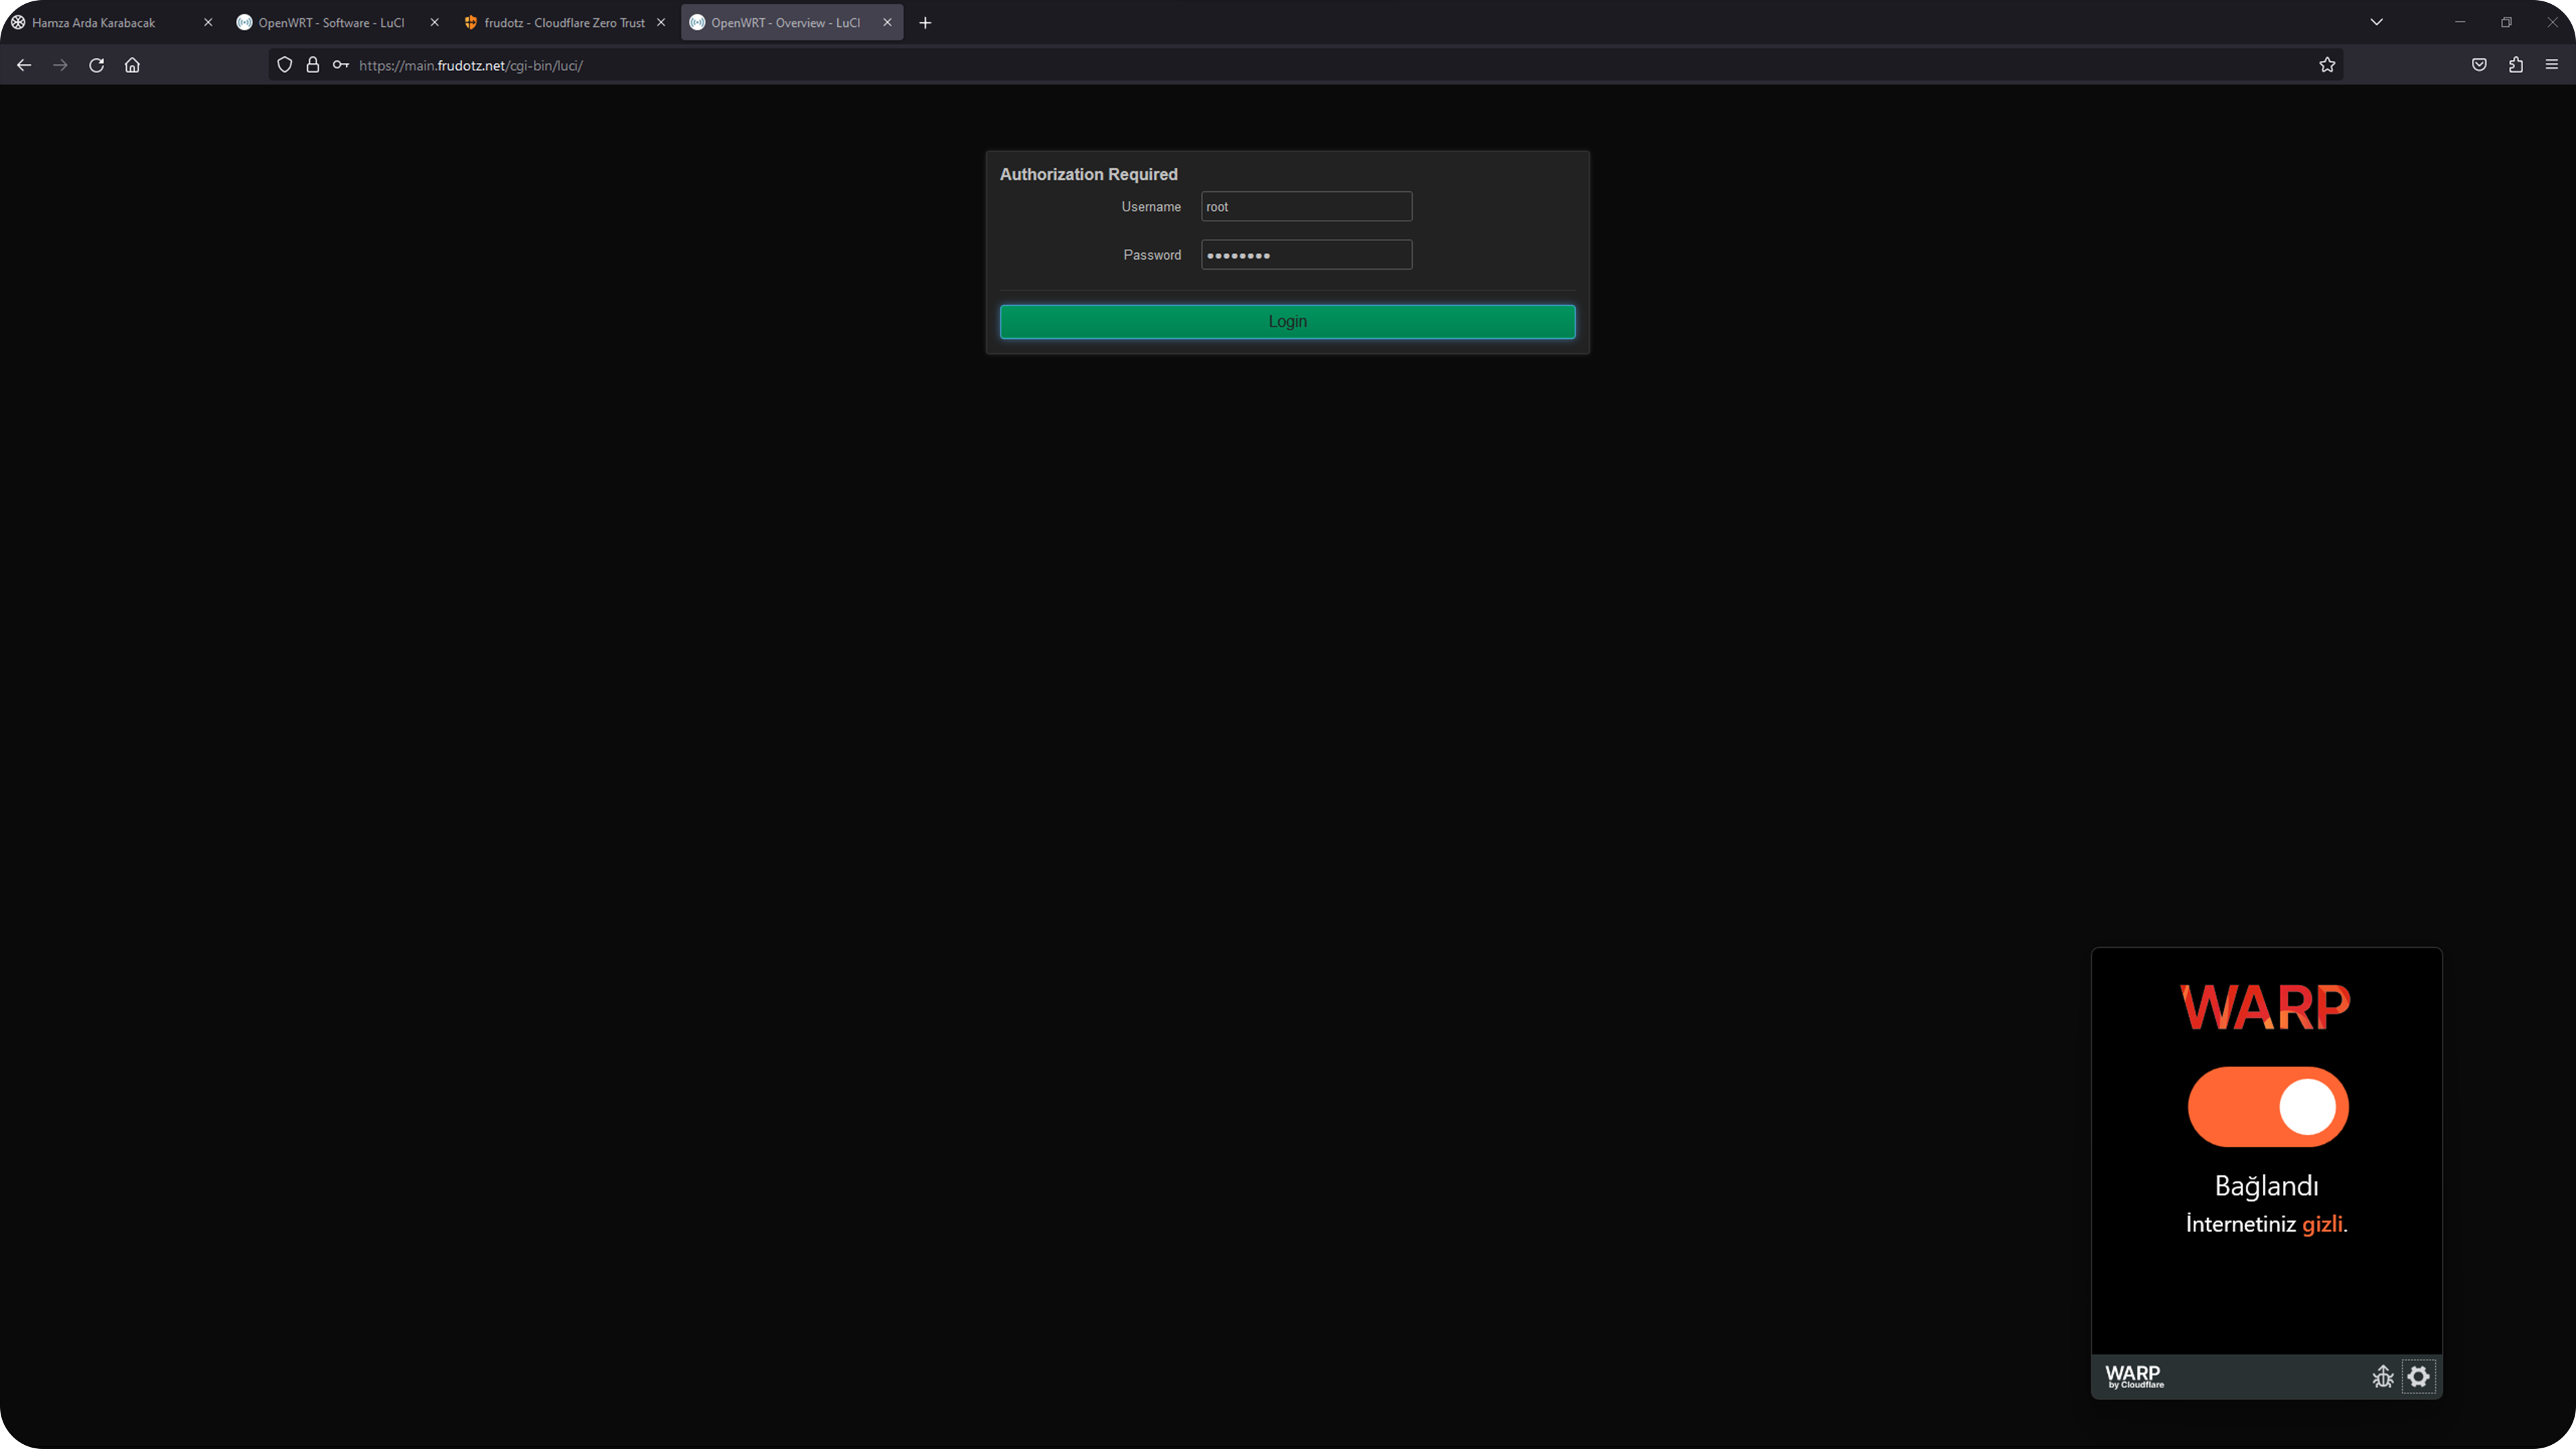 Hamza Arda Karabacak
OpenWRT - Software - LuCI
frudotz - Cloudflare Zero Trust
OpenWRT - Overview - LuCI
https://main.frudotz.net/cgi-bin/luci/
Authorization Required
Username
root
Password
Login
WARP
Bağlandı
İnternetiniz gizli.
WARP
by Cloudflare